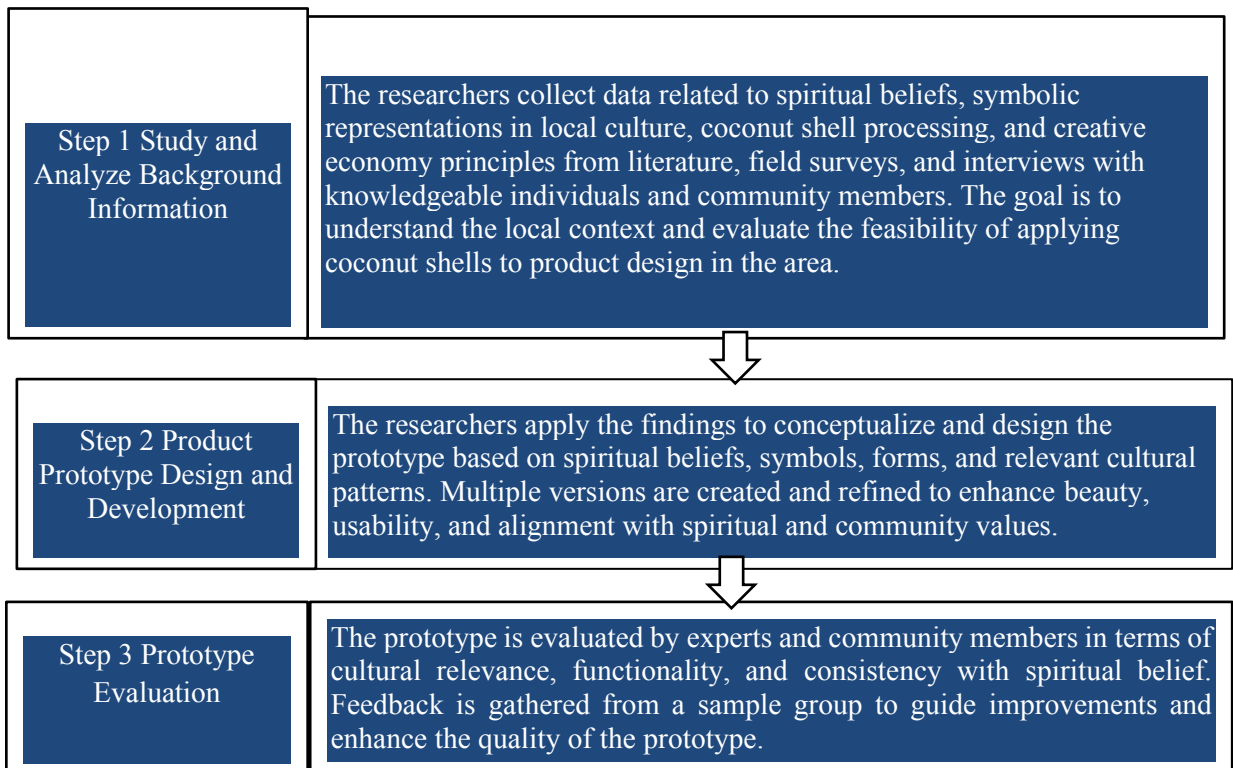 Step 1 Study and
Analyze Background
Information
The researchers collect data related to spiritual beliefs, symbolic
representations in local culture, coconut shell processing, and creative
economy principles from literature, field surveys, and interviews with
knowledgeable individuals and community members. The goal is to
understand the local context and evaluate the feasibility of applying
coconut shells to product design in the area.
Step 2 Product
Prototype Design and
Development
The researchers apply the findings to conceptualize and design the
prototype based on spiritual beliefs, symbols, forms, and relevant cultural
patterns. Multiple versions are created and refined to enhance beauty,
usability, and alignment with spiritual and community values.
Step 3 Prototype
Evaluation
The prototype is evaluated by experts and community members in terms of
cultural relevance, functionality, and consistency with spiritual belief.
Feedback is gathered from a sample group to guide improvements and
enhance the quality of the prototype.